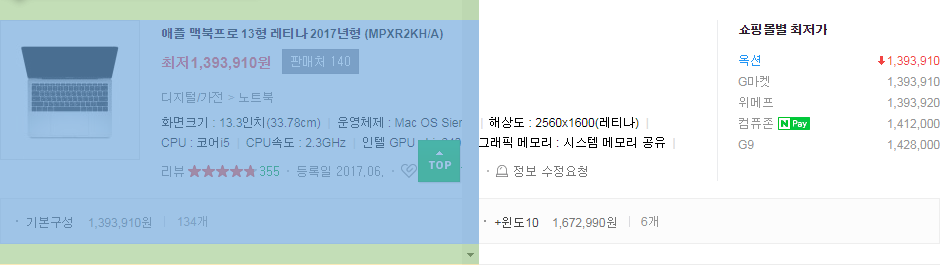 애플 맥북프로 13형 레티나 2017년형 (MPXR2KH/A)
최저1,393,910원 판매처 140
디지털/가전 > 노트북
화면크기 : 13.3인치(33.78cm) | 운영체제 : Mac OS Sier | 해상도 : 2560x1600(레티나) |
CPU : 코어i5 | CPU속도 : 2.3GHz | 인텔 GPU 그래픽 메모리 : 시스템 메모리 공유 |
리뷰 ★★★★★ 355 · 등록일 2017.06. · 정보 수정요청
TOP
쇼핑몰별 최저가
옥션 1,393,910
G마켓 1,393,910
위메프 1,393,920
컴퓨존 N Pay 1,412,000
G9 1,428,000
· 기본구성 1,393,910원 | 134개
· +윈도10 1,672,990원 | 6개